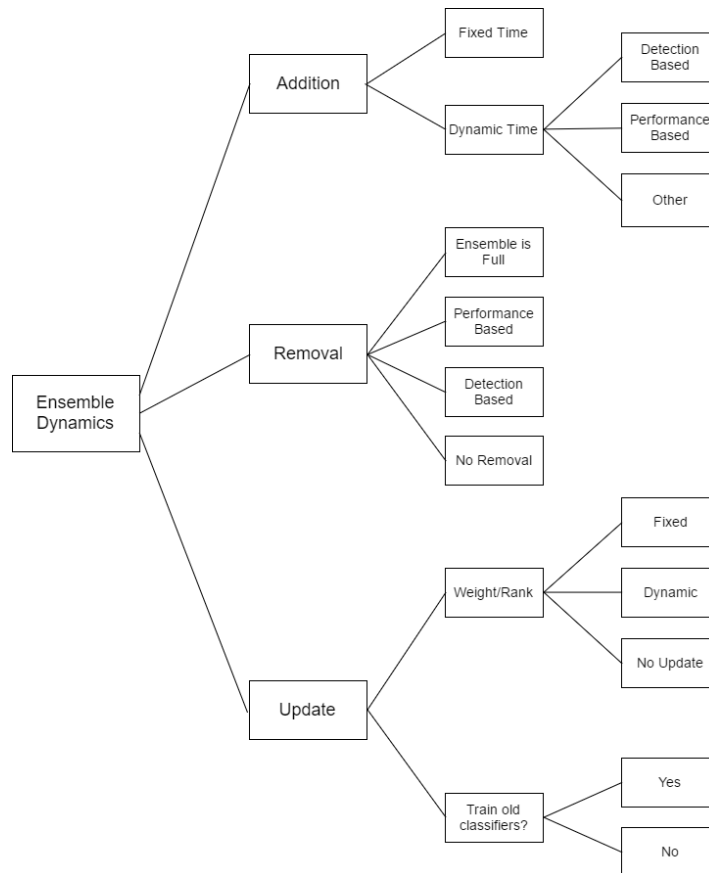 Ensemble
Dynamics
Addition
Fixed Time
Dynamic Time
Detection
Based
Performance
Based
Other
Removal
Ensemble is
Full
Performance
Based
Detection
Based
No Removal
Update
Weight/Rank
Fixed
Dynamic
No Update
Train old
classifiers?
Yes
No